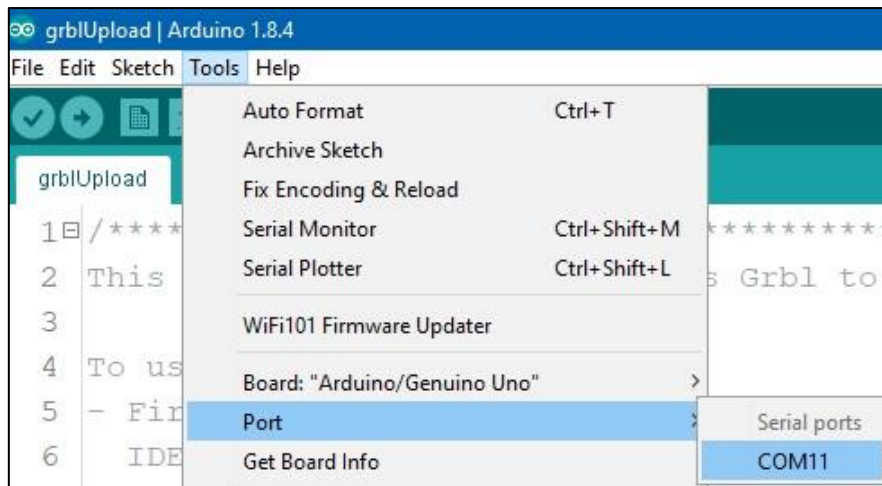 grblUpload | Arduino 1.8.4
File Edit Sketch Tools Help
Auto Format Ctrl+T
Archive Sketch
grblUpload
Fix Encoding & Reload
1 /**** Serial Monitor Ctrl+Shift+M **********
2 This Serial Plotter Ctrl+Shift+L s Grbl to
3 WiFi101 Firmware Updater
4 To us
Board: "Arduino/Genuino Uno" >
5 - Fir Port > Serial ports
6 IDE Get Board Info COM11